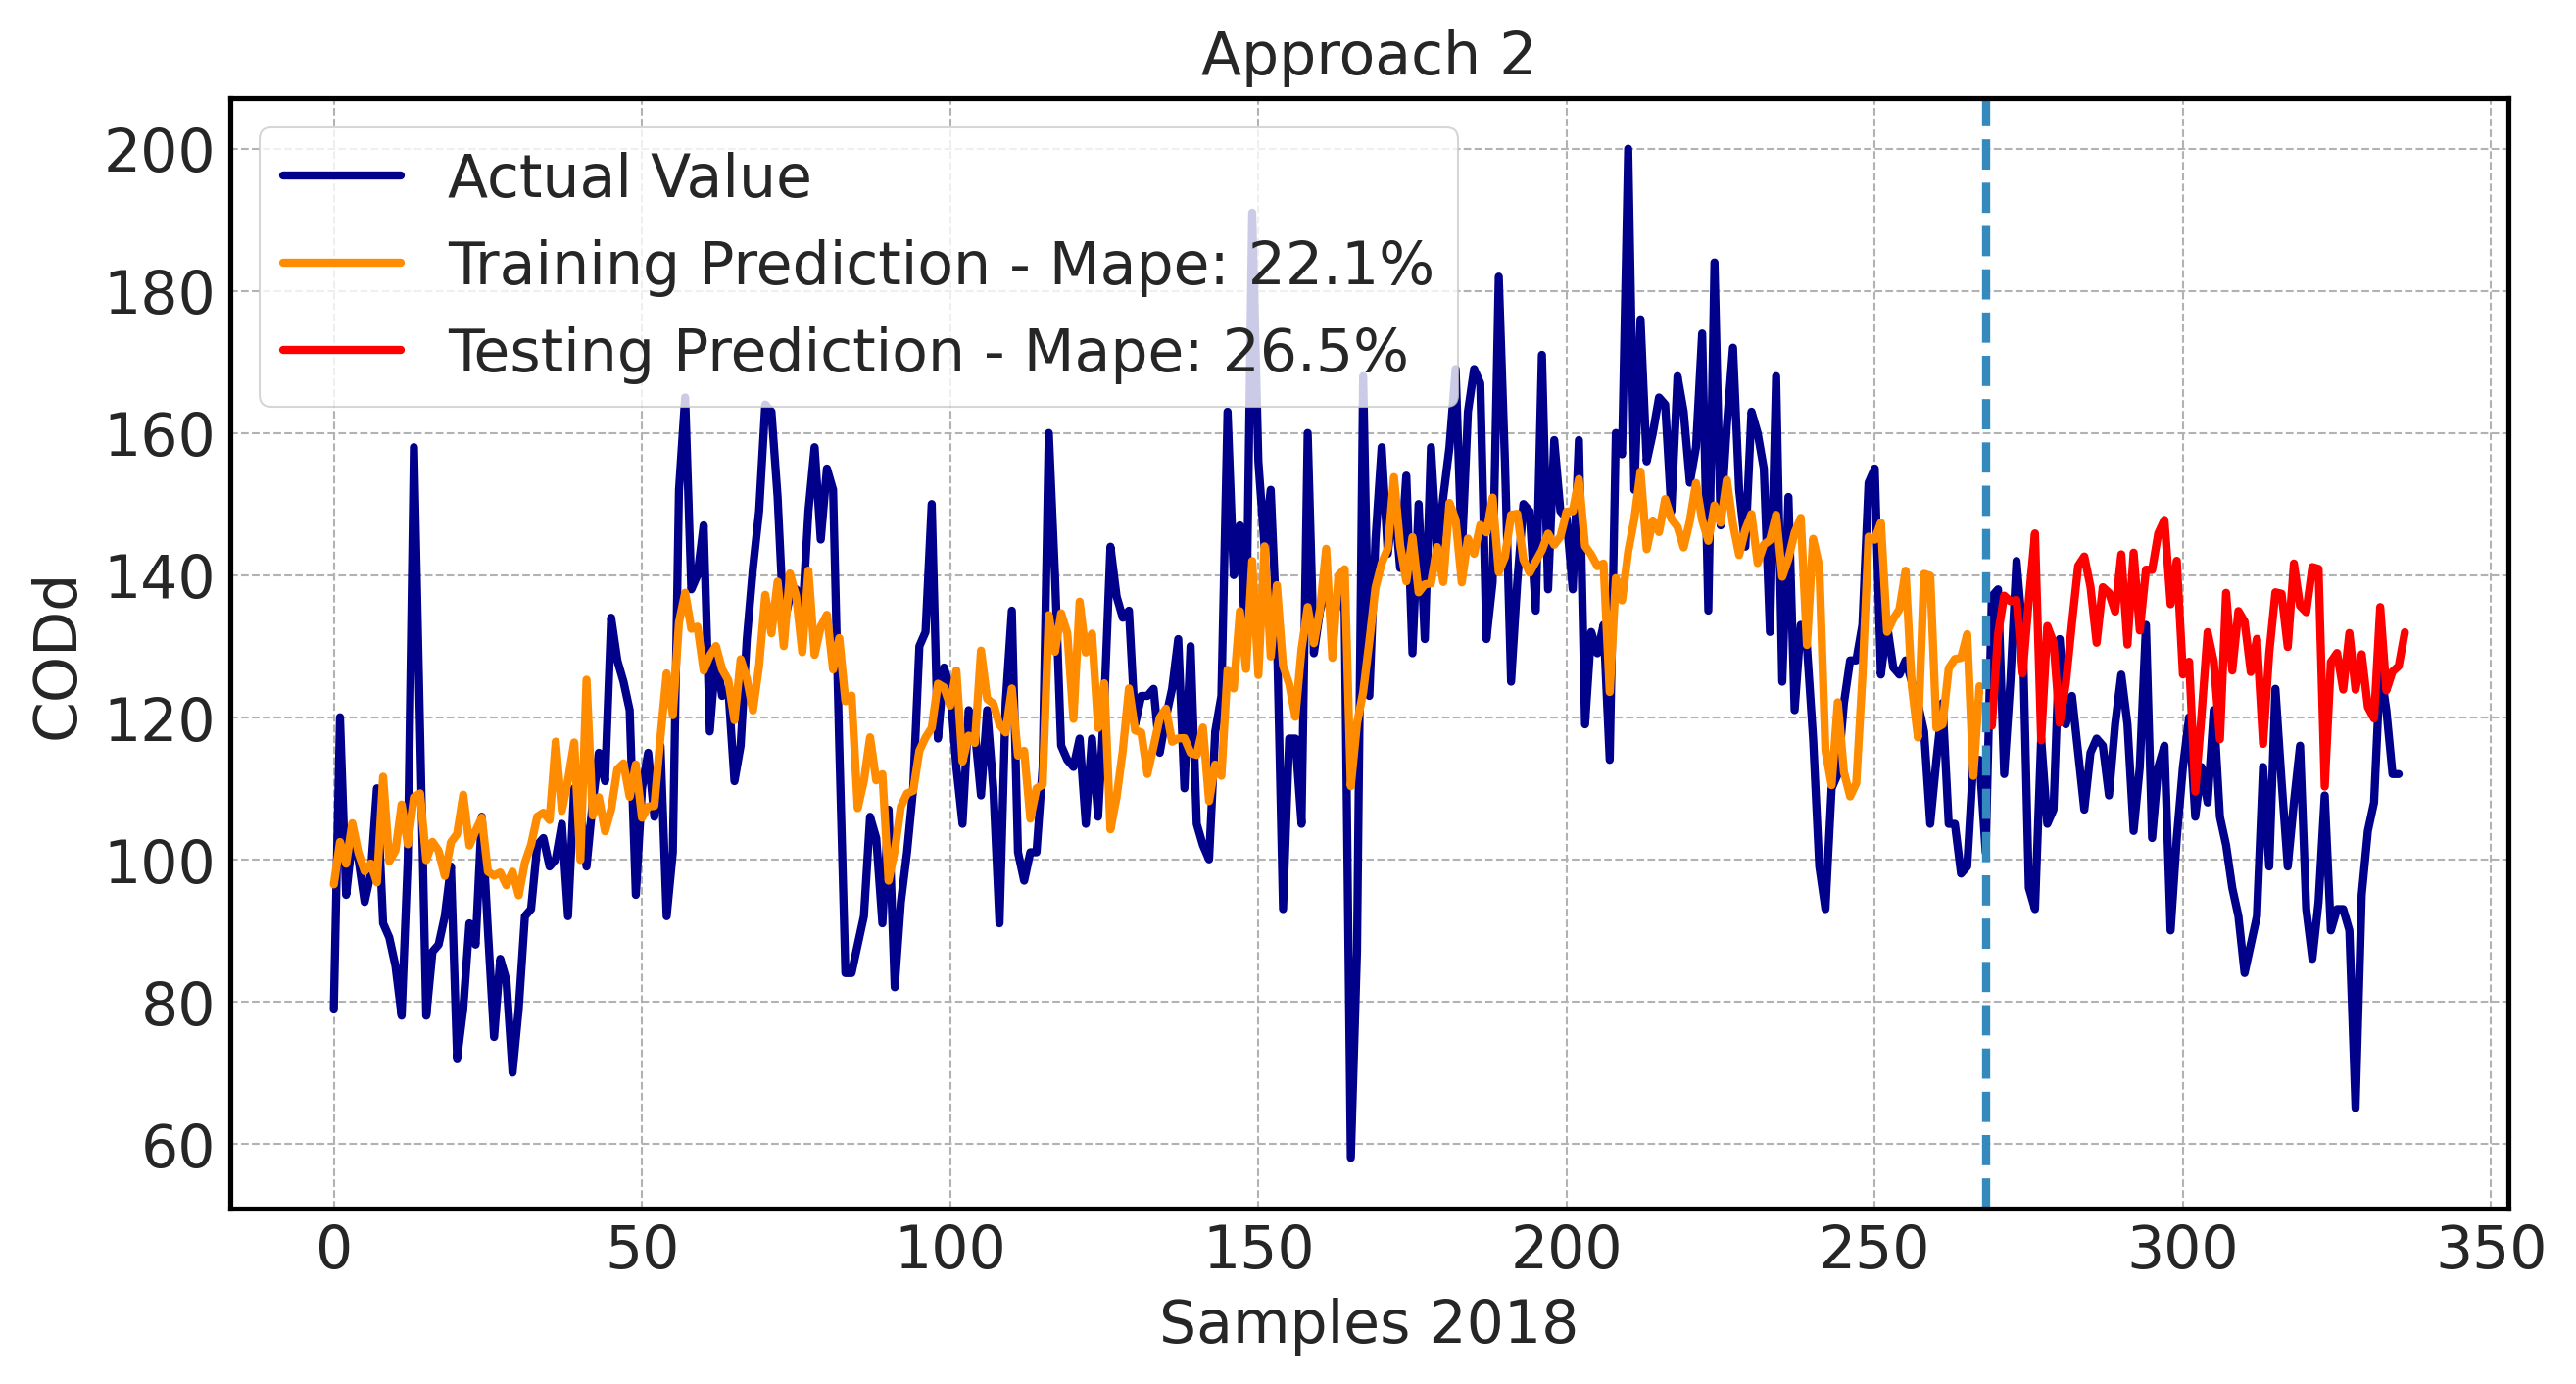 Approach 2
Actual Value
Training Prediction - Mape: 22.1%
Testing Prediction - Mape: 26.5%
CODd
200
180
160
140
120
100
80
60
0 50 100 150 200 250 300 350
Samples 2018